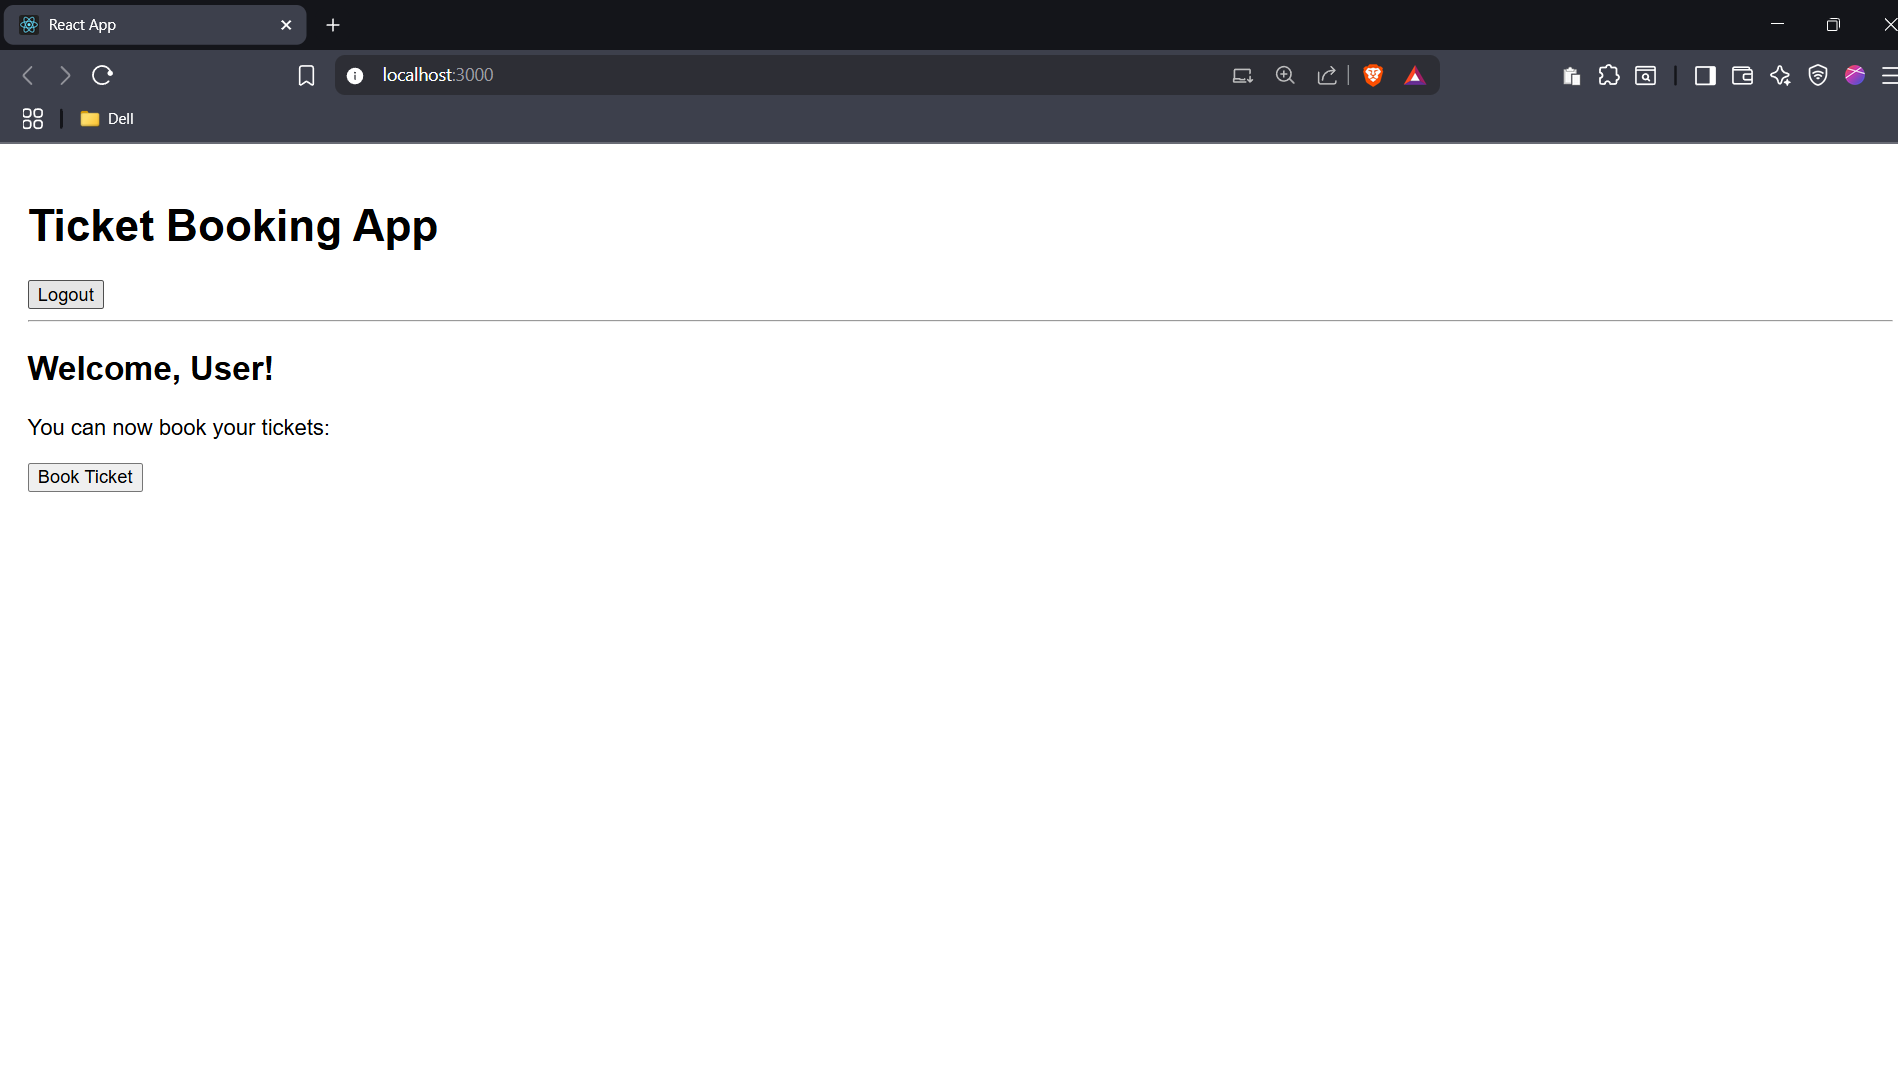 React App
localhost:3000
Dell
Ticket Booking App
Logout
Welcome, User!
You can now book your tickets:
Book Ticket